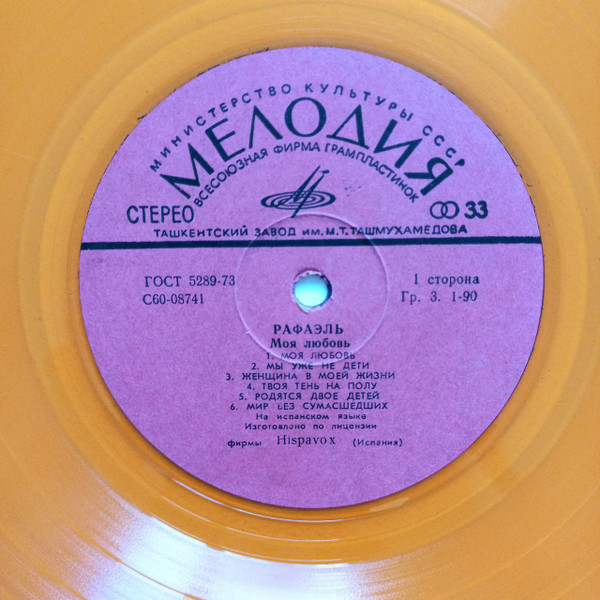 МИНИСТЕРСТВО КУЛЬТУРЫ СССР
МЕЛОДИЯ
ВСЕСОЮЗНАЯ ФИРМА ГРАМПЛАСТИНОК
СТЕРЕО
33
ТАШКЕНТСКИЙ ЗАВОД ИМ. М.Т. ТАШМУХАМЕДОВА
ГОСТ 5289-73
1 сторона
С60-08741
Гр. 3. 1-90
РАФАЭЛЬ
Моя любовь
1. МОЯ ЛЮБОВЬ
2. МЫ УЖЕ НЕ ДЕТИ
3. ЖЕНЩИНА В МОЕЙ ЖИЗНИ
4. ТВОЯ ТЕНЬ НА ПОЛУ
5. РОДЯТСЯ ДВОЕ ДЕТЕЙ
6. МИР БЕЗ СУМАСШЕДШИХ
На испанском языке
Изготовлено по лицензии
фирмы Hispavox (Испания)